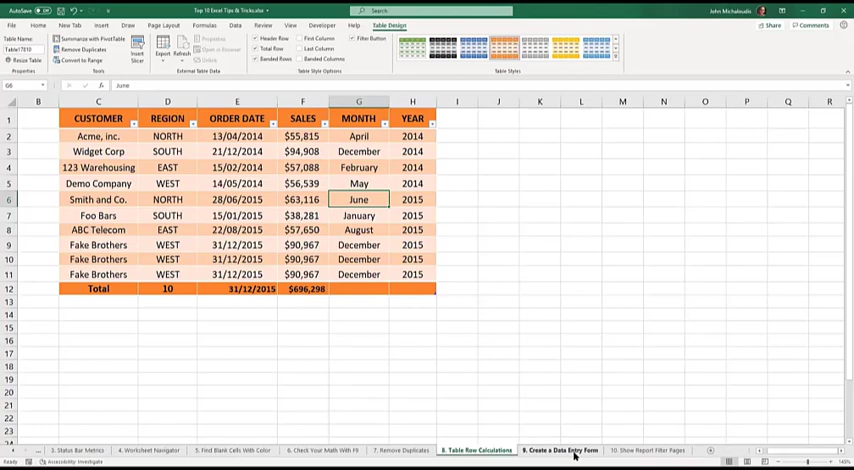 AutoSave Off Top 10 Excel Tips & Tricks.xlsx Search John Michaloudis
File Home New Tab Insert Draw Page Layout Formulas Data Review View Developer Help Table Design Share Comments
Table Name: Summarize with PivotTable Properties Header Row First Column Filter Button
Table17810 Remove Duplicates Insert Slicer Export Refresh Open in Browser Total Row Last Column
Resize Table Convert to Range Unlink Banded Rows Banded Columns
Properties Tools External Table Data Table Style Options Table Styles
G6 fx June
B C D E F G H I J K L M N O P Q R
1 CUSTOMER REGION ORDER DATE SALES MONTH YEAR
2 Acme, inc. NORTH 13/04/2014 $55,815 April 2014
3 Widget Corp SOUTH 21/12/2014 $94,908 December 2014
4 123 Warehousing EAST 15/02/2014 $57,088 February 2014
5 Demo Company WEST 14/05/2014 $56,539 May 2014
6 Smith and Co. NORTH 28/06/2015 $63,116 June 2015
7 Foo Bars SOUTH 15/01/2015 $38,281 January 2015
8 ABC Telecom EAST 22/08/2015 $57,650 August 2015
9 Fake Brothers WEST 31/12/2015 $90,967 December 2015
10 Fake Brothers WEST 31/12/2015 $90,967 December 2015
11 Fake Brothers WEST 31/12/2015 $90,967 December 2015
12 Total 10 31/12/2015 $696,298
13
14
15
16
17
18
19
20
21
22
23
24
... 3. Status Bar Metrics 4. Worksheet Navigator 5. Find Blank Cells With Color 6. Check Your Math With F9 7. Remove Duplicates 8. Table Row Calculations 9. Create a Data Entry Form 10. Show Report Filter Pages
Ready Accessibility: Investigate 145%